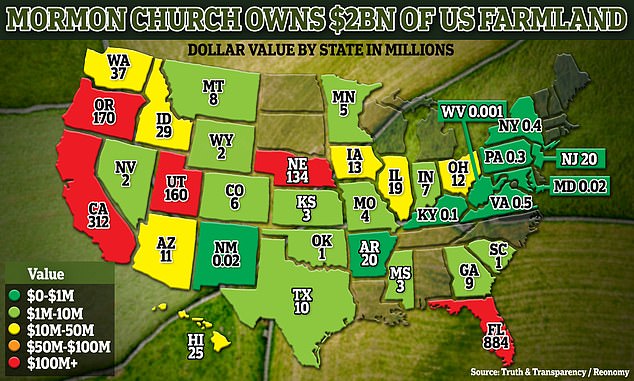 MORMON CHURCH OWNS $2BN OF US FARMLAND
DOLLAR VALUE BY STATE IN MILLIONS
WA
37
MT
8
MN
5
WV 0.001
OR
170
ID
29
NY 0.4
WY
2
IA
13
PA 0.3
NJ 20
NV
2
UT
160
NE
134
IL
19
IN
7
OH
12
MD 0.02
CO
6
KS
3
MO
4
KY 0.1
VA 0.5
CA
312
AZ
11
NM
0.02
OK
1
AR
20
SC
1
MS
3
GA
9
TX
10
HI
25
FL
884
Value
$0-$1M
$1M-10M
$10M-50M
$50M-$100M
$100M+
Source: Truth & Transparency / Reonomy